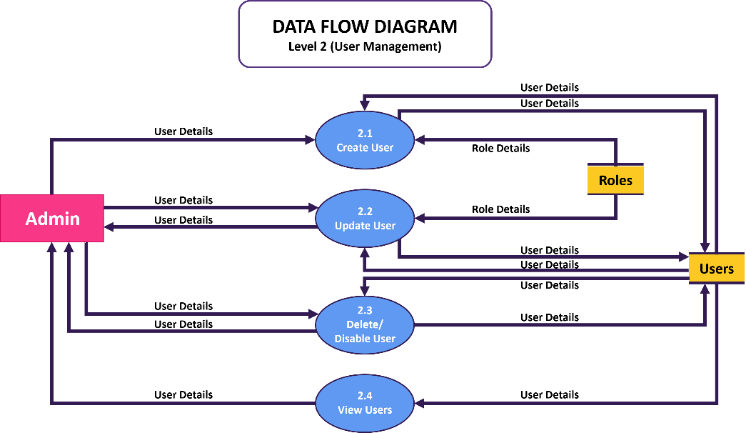 DATA FLOW DIAGRAM
Level 2 (User Management)
User Details
User Details
User Details
2.1
Create User
Role Details
Roles
Admin
User Details
User Details
2.2
Update User
Role Details
User Details
User Details
Users
User Details
User Details
User Details
2.3
Delete/
Disable User
User Details
User Details
2.4
View Users
User Details